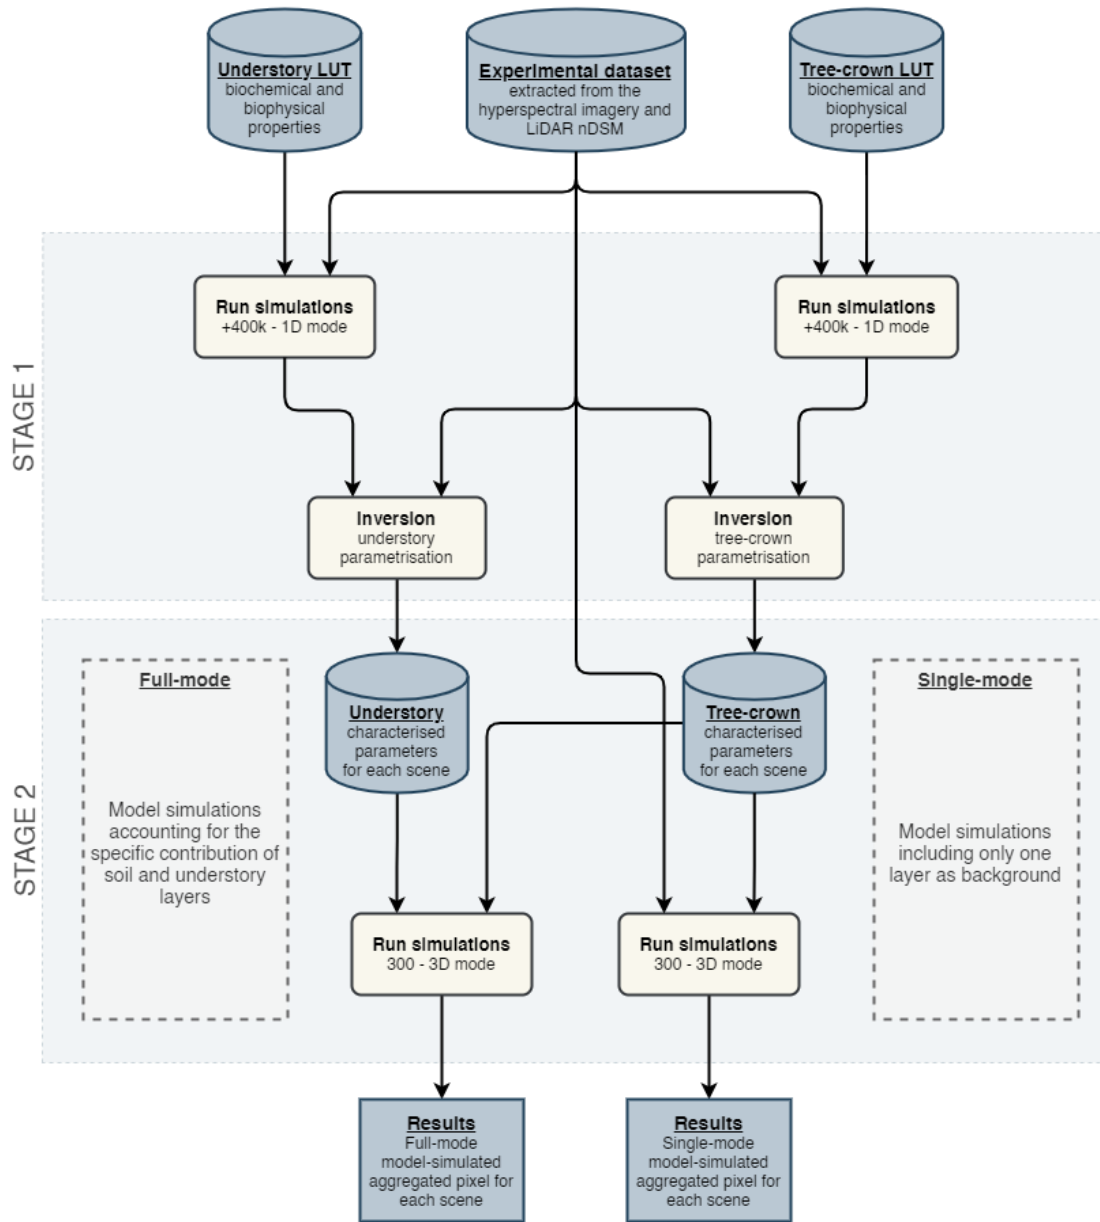 Understory LUT
biochemical and
biophysical
properties
Experimental dataset
extracted from the
hyperspectral imagery and
LiDAR nDSM
Tree-crown LUT
biochemical and
biophysical
properties
STAGE 1
Run simulations
+400k - 1D mode
Run simulations
+400k - 1D mode
Inversion
understory
parametrisation
Inversion
tree-crown
parametrisation
STAGE 2
Full-mode
Model simulations
accounting for the
specific contribution of
soil and understory
layers
Understory
characterised
parameters
for each scene
Tree-crown
characterised
parameters
for each scene
Single-mode
Model simulations
including only one
layer as background
Run simulations
300 - 3D mode
Run simulations
300 - 3D mode
Results
Full-mode
model-simulated
aggregated pixel for
each scene
Results
Single-mode
model-simulated
aggregated pixel for
each scene